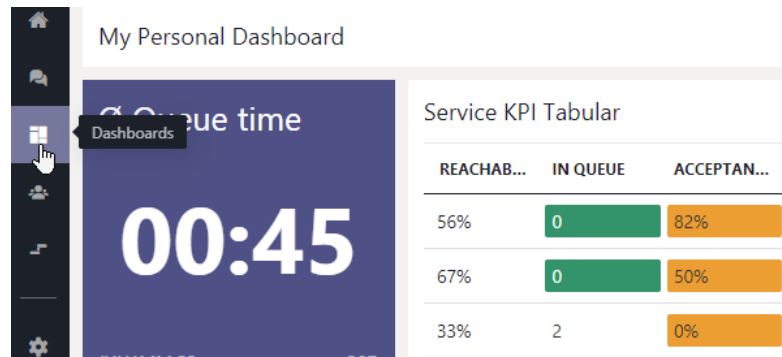 My Personal Dashboard
Queue time
Dashboards
00:45
Service KPI Tabular
REACHAB... IN QUEUE ACCEPTAN...
56% 0 82%
67% 0 50%
33% 2 0%